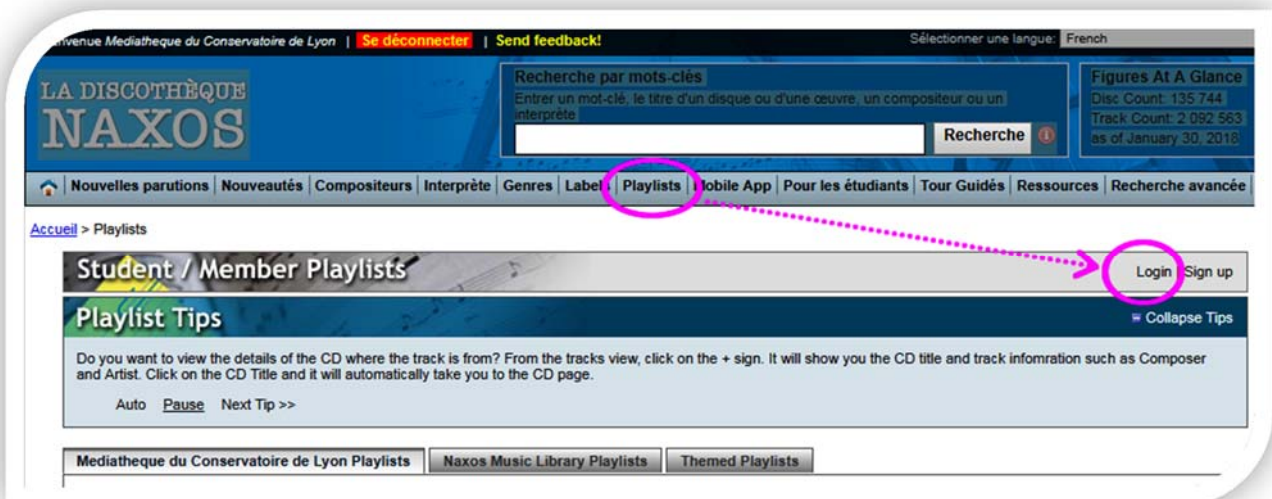 Mediatheque du Conservatoire de Lyon | Se déconnecter | Send feedback!
Sélectionner une langue: French
LA DISCOTHÈQUE
NAXOS
Recherche par mots-clés
Entrer un mot-clé, le titre d'un disque ou d'une œuvre, un compositeur ou un
interprète
Recherche
Figures At A Glance
Disc Count: 135 744
Track Count: 2 092 563
as of January 30, 2018
Nouvelles parutions | Nouveautés | Compositeurs | Interprète | Genres | Labels | Playlists | Mobile App | Pour les étudiants | Tour Guidés | Ressources | Recherche avancée |
Accueil > Playlists
Student / Member Playlists
Login | Sign up
Playlist Tips
Collapse Tips
Do you want to view the details of the CD where the track is from? From the tracks view, click on the + sign. It will show you the CD title and track infomration such as Composer
and Artist. Click on the CD Title and it will automatically take you to the CD page.
Auto Pause Next Tip >>
Mediatheque du Conservatoire de Lyon Playlists
Naxos Music Library Playlists
Themed Playlists